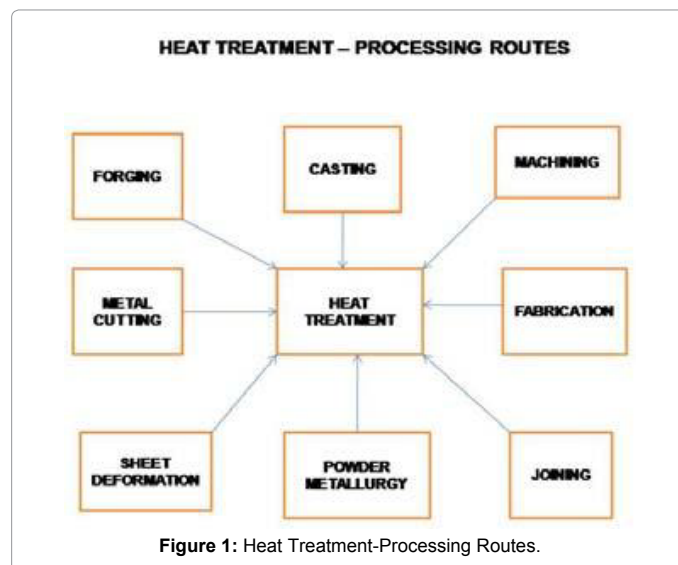 HEAT TREATMENT – PROCESSING ROUTES
FORGING
CASTING
MACHINING
METAL
CUTTING
HEAT
TREATMENT
FABRICATION
SHEET
DEFORMATION
POWDER
METALLURGY
JOINING
Figure 1: Heat Treatment-Processing Routes.